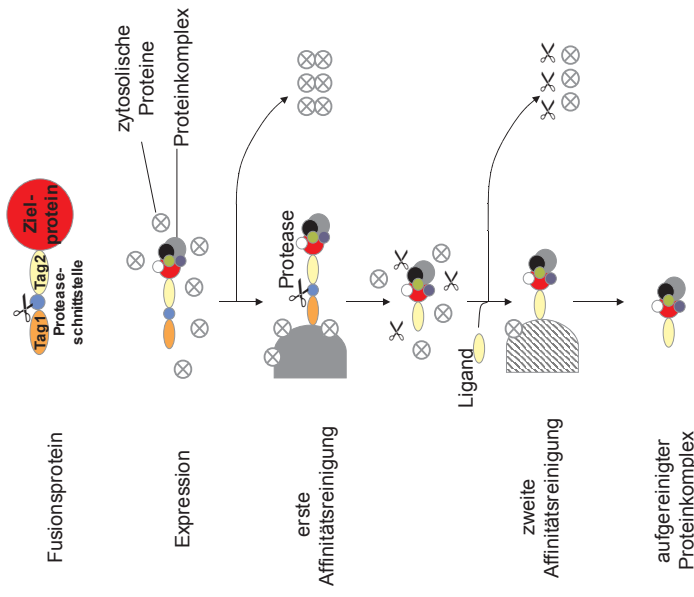 Fusionsprotein
Tag1
Tag2
Protease-
schnittstelle
Ziel-
protein
Expression
zytosolische
Proteine
Proteinkomplex
erste
Affinitätsreinigung
Protease
Ligand
zweite
Affinitätsreinigung
aufgereinigter
Proteinkomplex